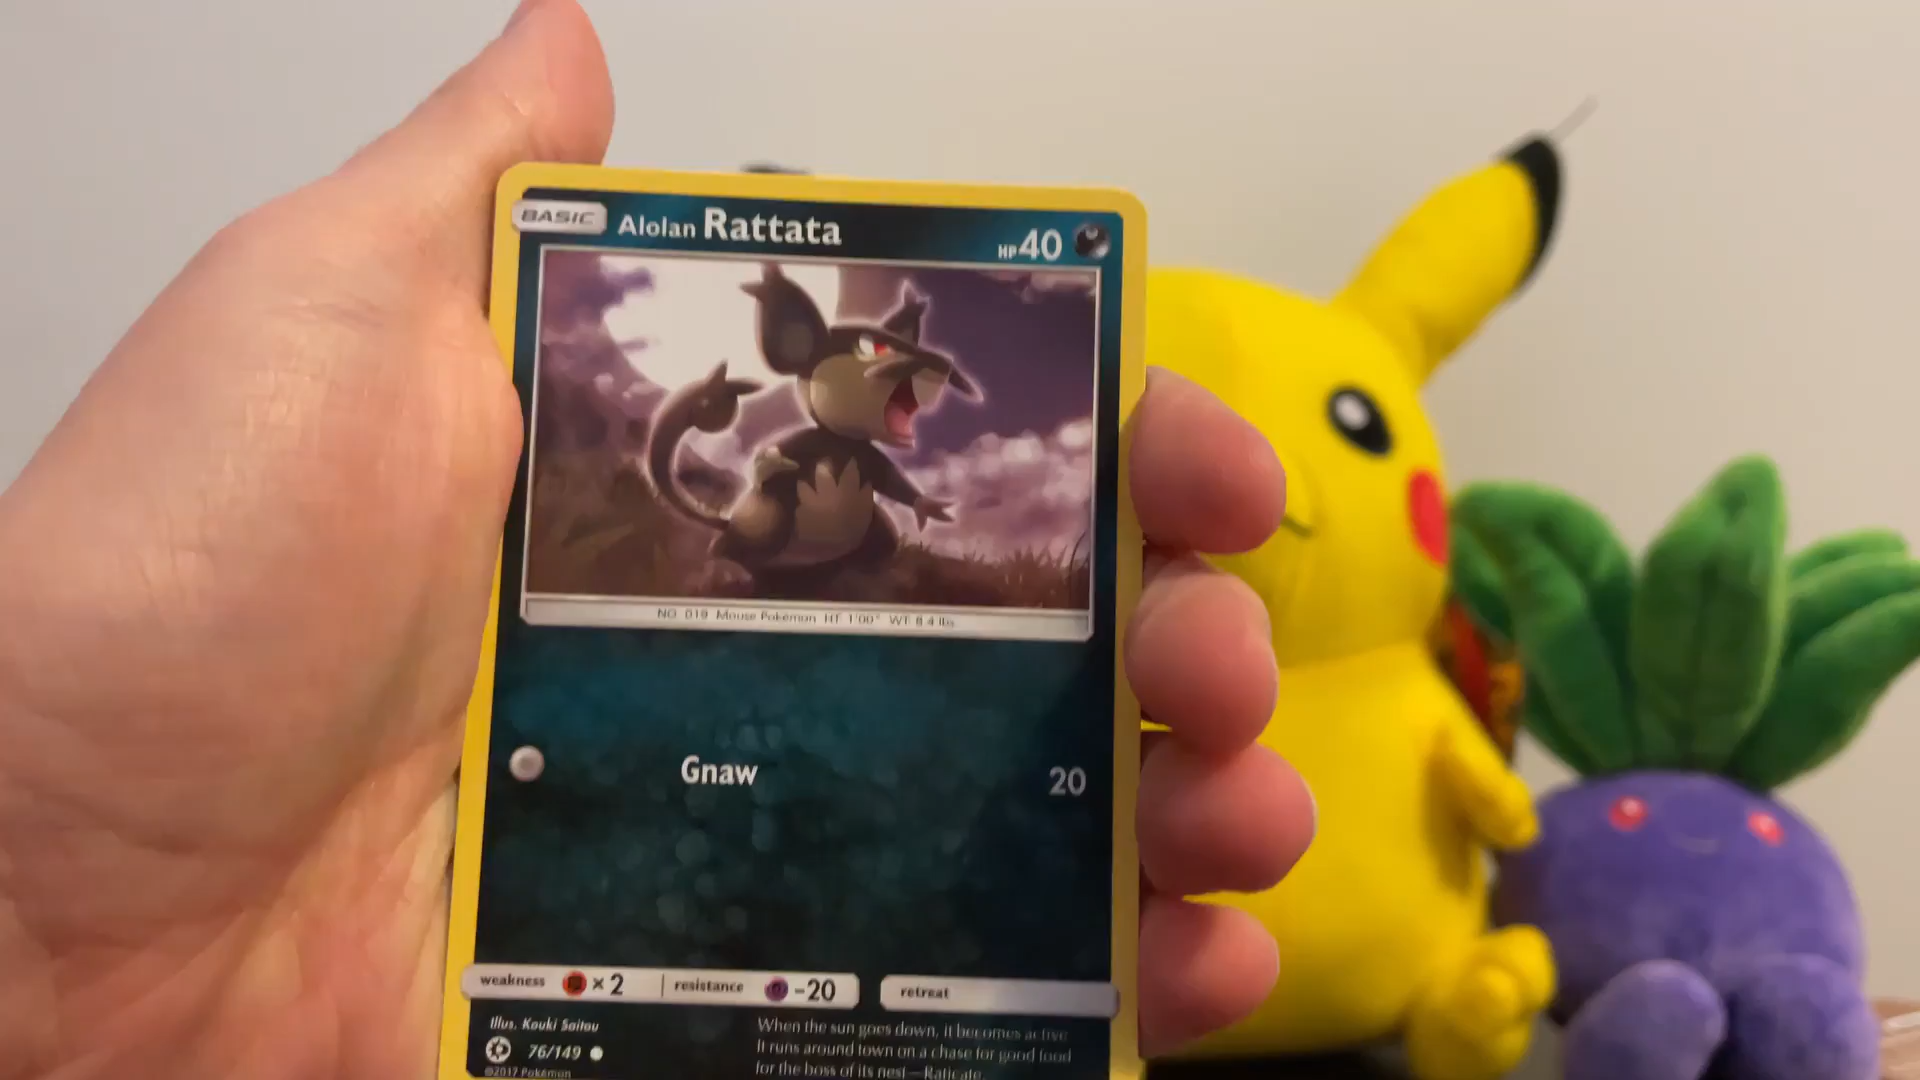 BASIC Alolan Rattata HP 40
NO. 019 Mouse Pokémon HT 1'00" WT 8.4 lbs
Gnaw 20
weakness ×2 resistance -20 retreat
Illus. Kouki Saitou
76/149
©2017 Pokémon
When the sun goes down, it becomes active.
It runs around town on a chase for good food
for the boss of its nest—Raticate.